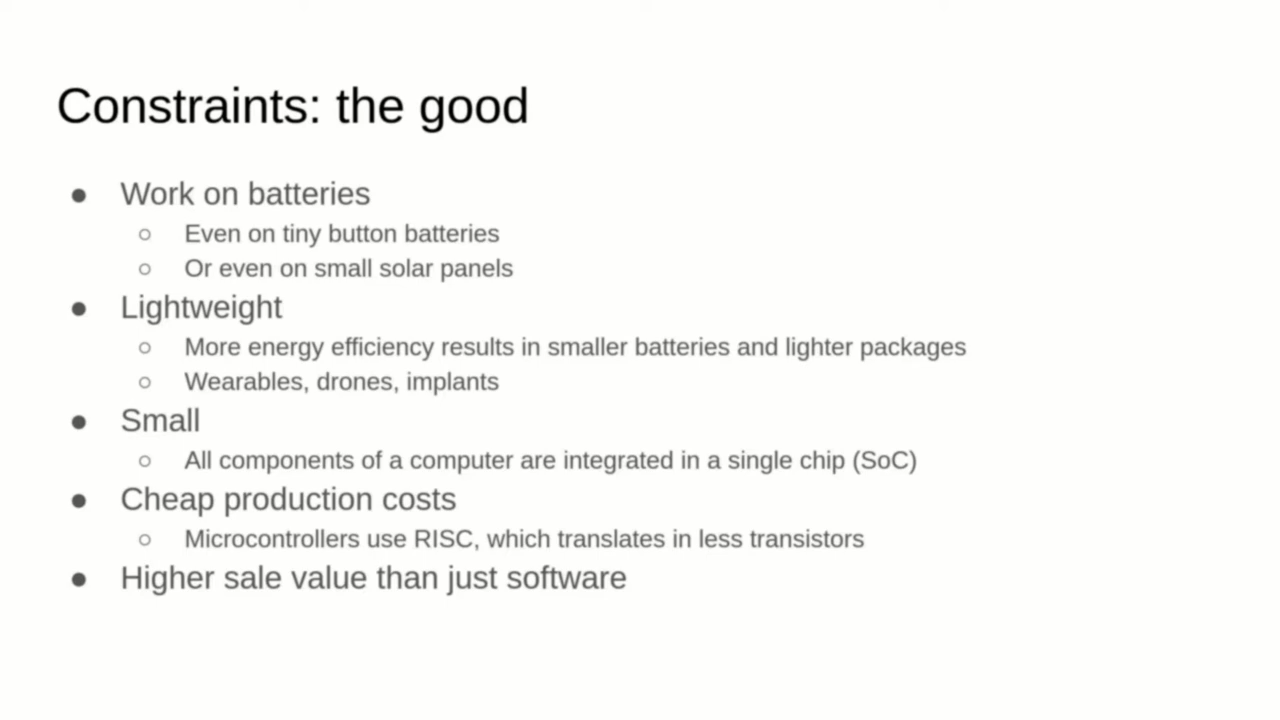 Constraints: the good
● Work on batteries
○ Even on tiny button batteries
○ Or even on small solar panels
● Lightweight
○ More energy efficiency results in smaller batteries and lighter packages
○ Wearables, drones, implants
● Small
○ All components of a computer are integrated in a single chip (SoC)
● Cheap production costs
○ Microcontrollers use RISC, which translates in less transistors
● Higher sale value than just software